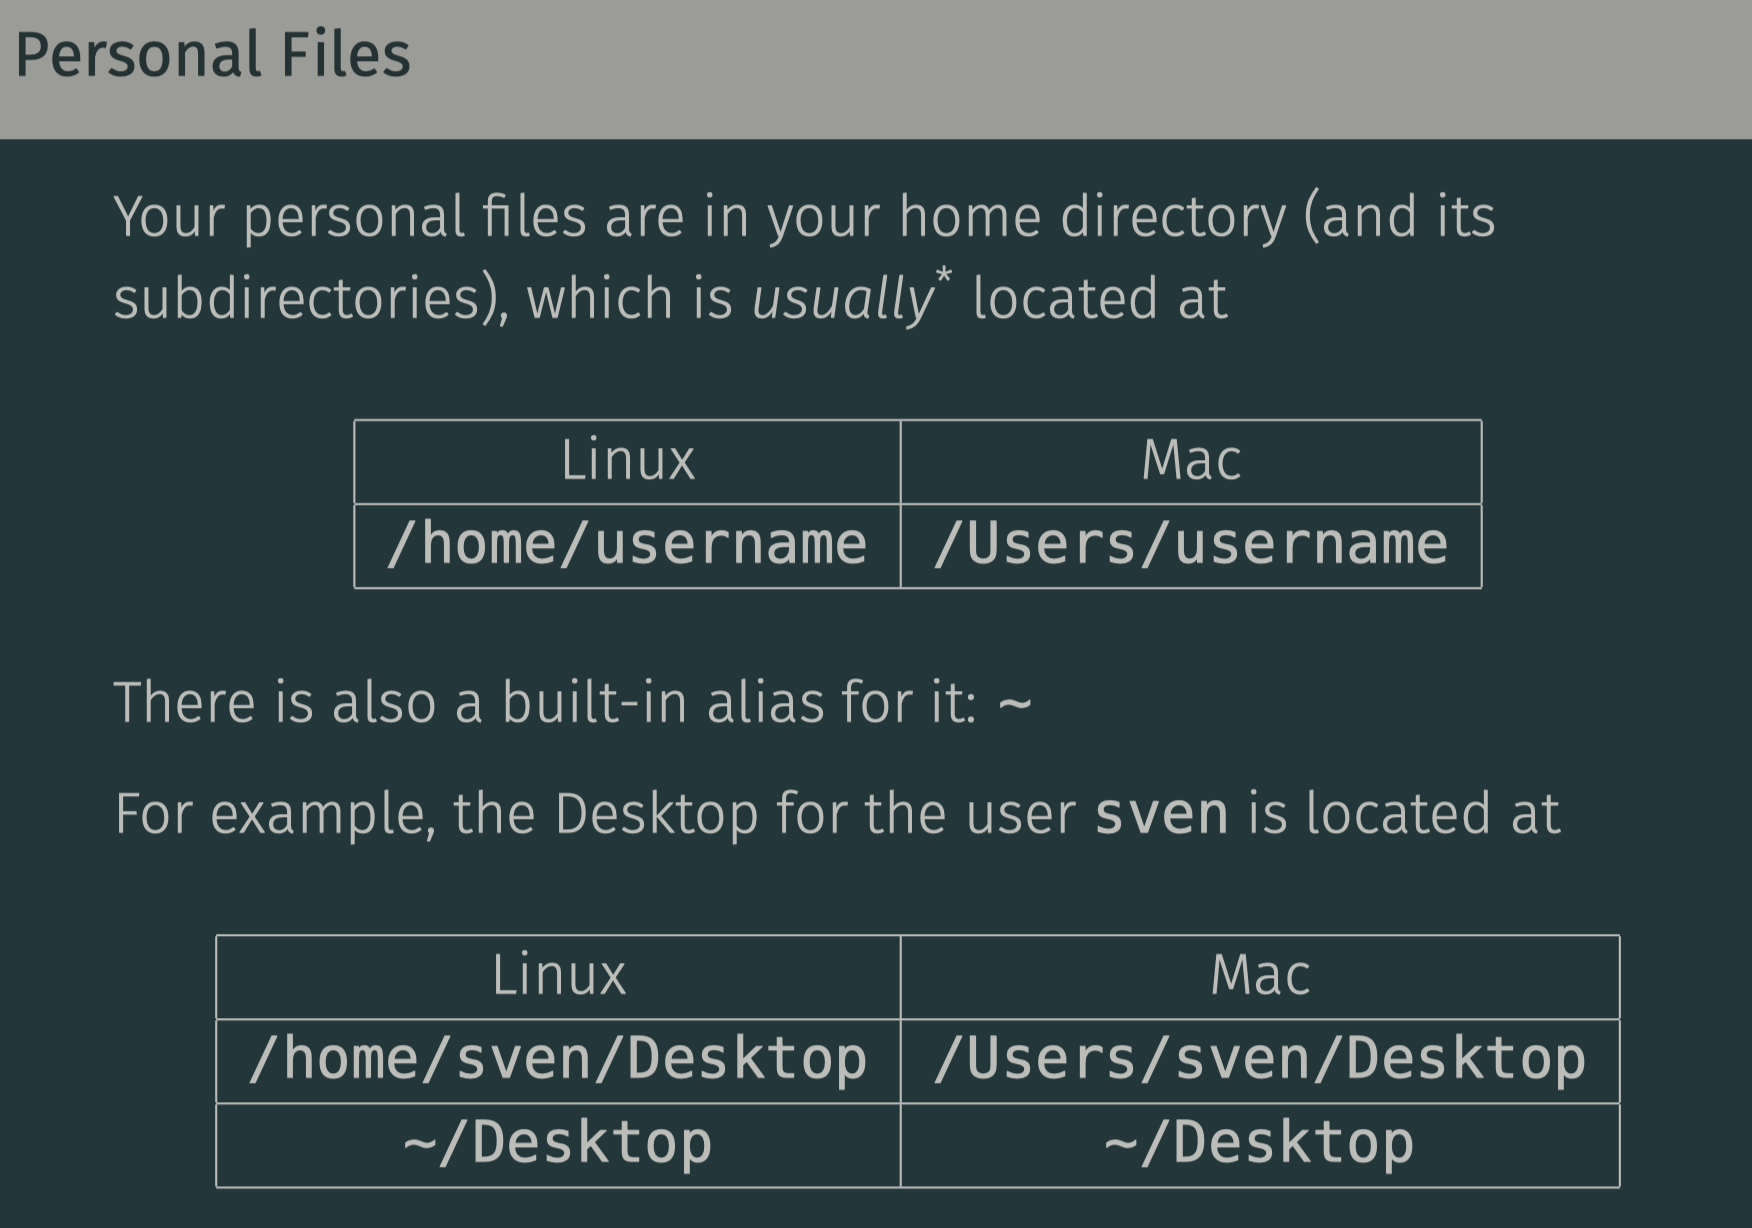 Personal Files
Your personal files are in your home directory (and its
subdirectories), which is usually* located at
Linux Mac
/home/username /Users/username
There is also a built-in alias for it: ~
For example, the Desktop for the user sven is located at
Linux Mac
/home/sven/Desktop /Users/sven/Desktop
~/Desktop ~/Desktop